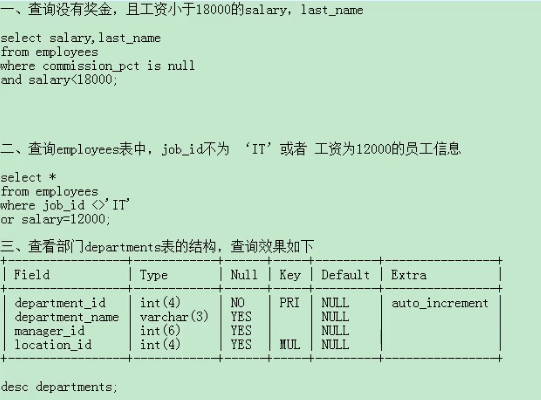 一、查询没有奖金，且工资小于18000的salary，last_name
select salary,last_name
from employees
where commission_pct is null
and salary<18000;
二、查询employees表中，job_id不为 ‘IT’或者 工资为12000的员工信息
select *
from employees
where job_id <>'IT'
or salary=12000;
三、查看部门departments表的结构，查询效果如下
+-----------------+------------+------+-----+---------+----------------+
| Field | Type | Null | Key | Default | Extra |
+-----------------+------------+------+-----+---------+----------------+
| department_id | int(4) | NO | PRI | NULL | auto_increment |
| department_name | varchar(3) | YES | | NULL | |
| manager_id | int(6) | YES | | NULL | |
| location_id | int(4) | YES | MUL | NULL | |
+-----------------+------------+------+-----+---------+----------------+
desc departments;